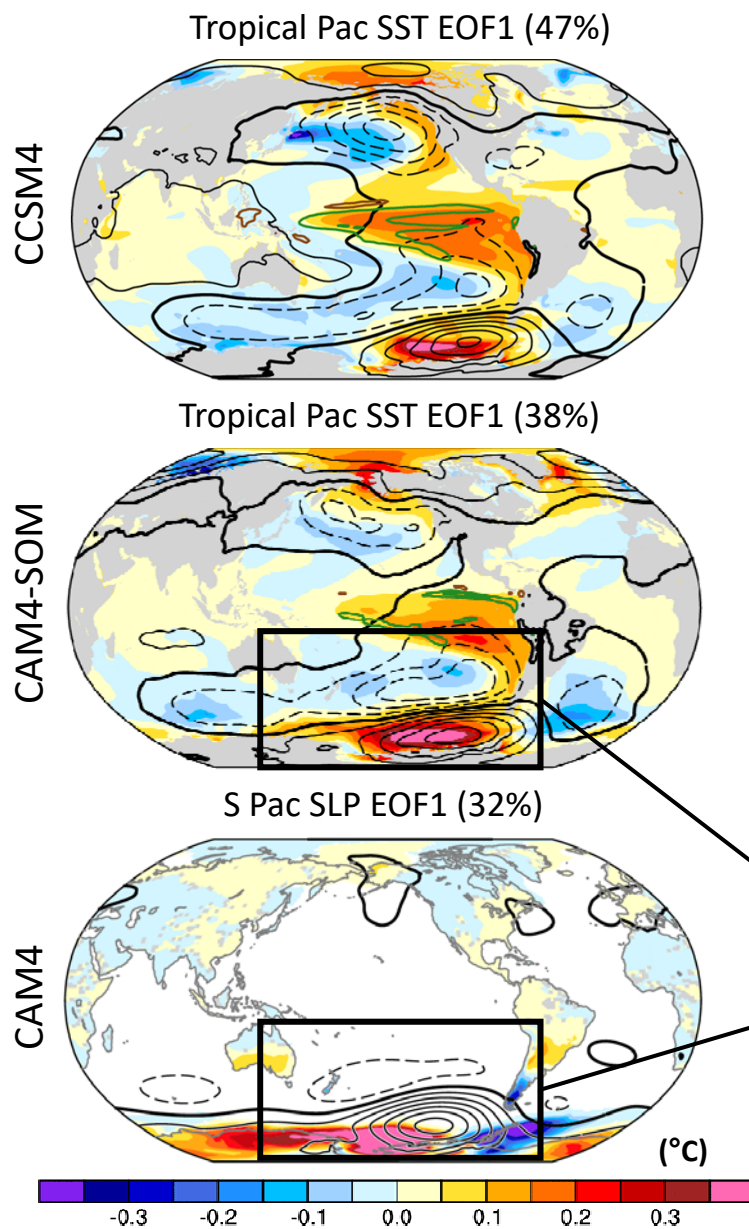 Tropical Pac SST EOF1 (47%)
CCSM4
Tropical Pac SST EOF1 (38%)
CAM4-SOM
S Pac SLP EOF1 (32%)
CAM4
(°C)
-0.3 -0.2 -0.1 0.0 0.1 0.2 0.3